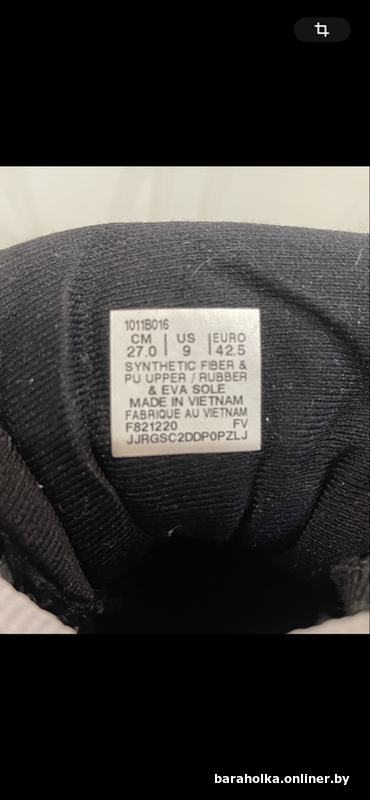 1011B016
CM | US | EURO
27.0 | 9 | 42.5
SYNTHETIC FIBER &
PU UPPER / RUBBER
& EVA SOLE
MADE IN VIETNAM
FABRIQUE AU VIETNAM
F821220 FV
JJRGSC2DDP0PZLJ
baraholka.onliner.by